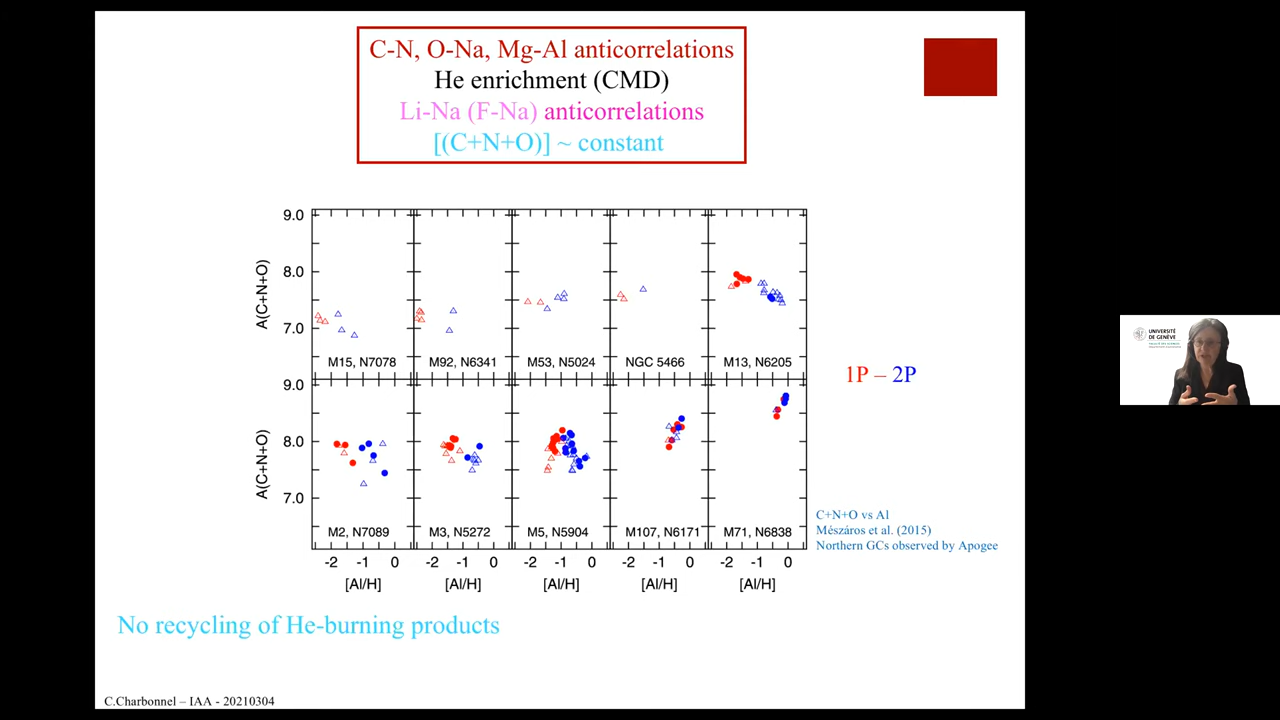 C-N, O-Na, Mg-Al anticorrelations
He enrichment (CMD)
Li-Na (F-Na) anticorrelations
[(C+N+O)] ~ constant
9.0
8.0
7.0
A(C+N+O)
M15, N7078
M92, N6341
M53, N5024
NGC 5466
M13, N6205
1P – 2P
9.0
8.0
7.0
A(C+N+O)
M2, N7089
M3, N5272
M5, N5904
M107, N6171
M71, N6838
-2 -1 0 -2 -1 0 -2 -1 0 -2 -1 0 -2 -1 0
[Al/H] [Al/H] [Al/H] [Al/H] [Al/H]
C+N+O vs Al
Mészáros et al. (2015)
Northern GCs observed by Apogee
No recycling of He-burning products
C.Charbonnel – IAA - 20210304
UNIVERSITÉ
DE GENÈVE